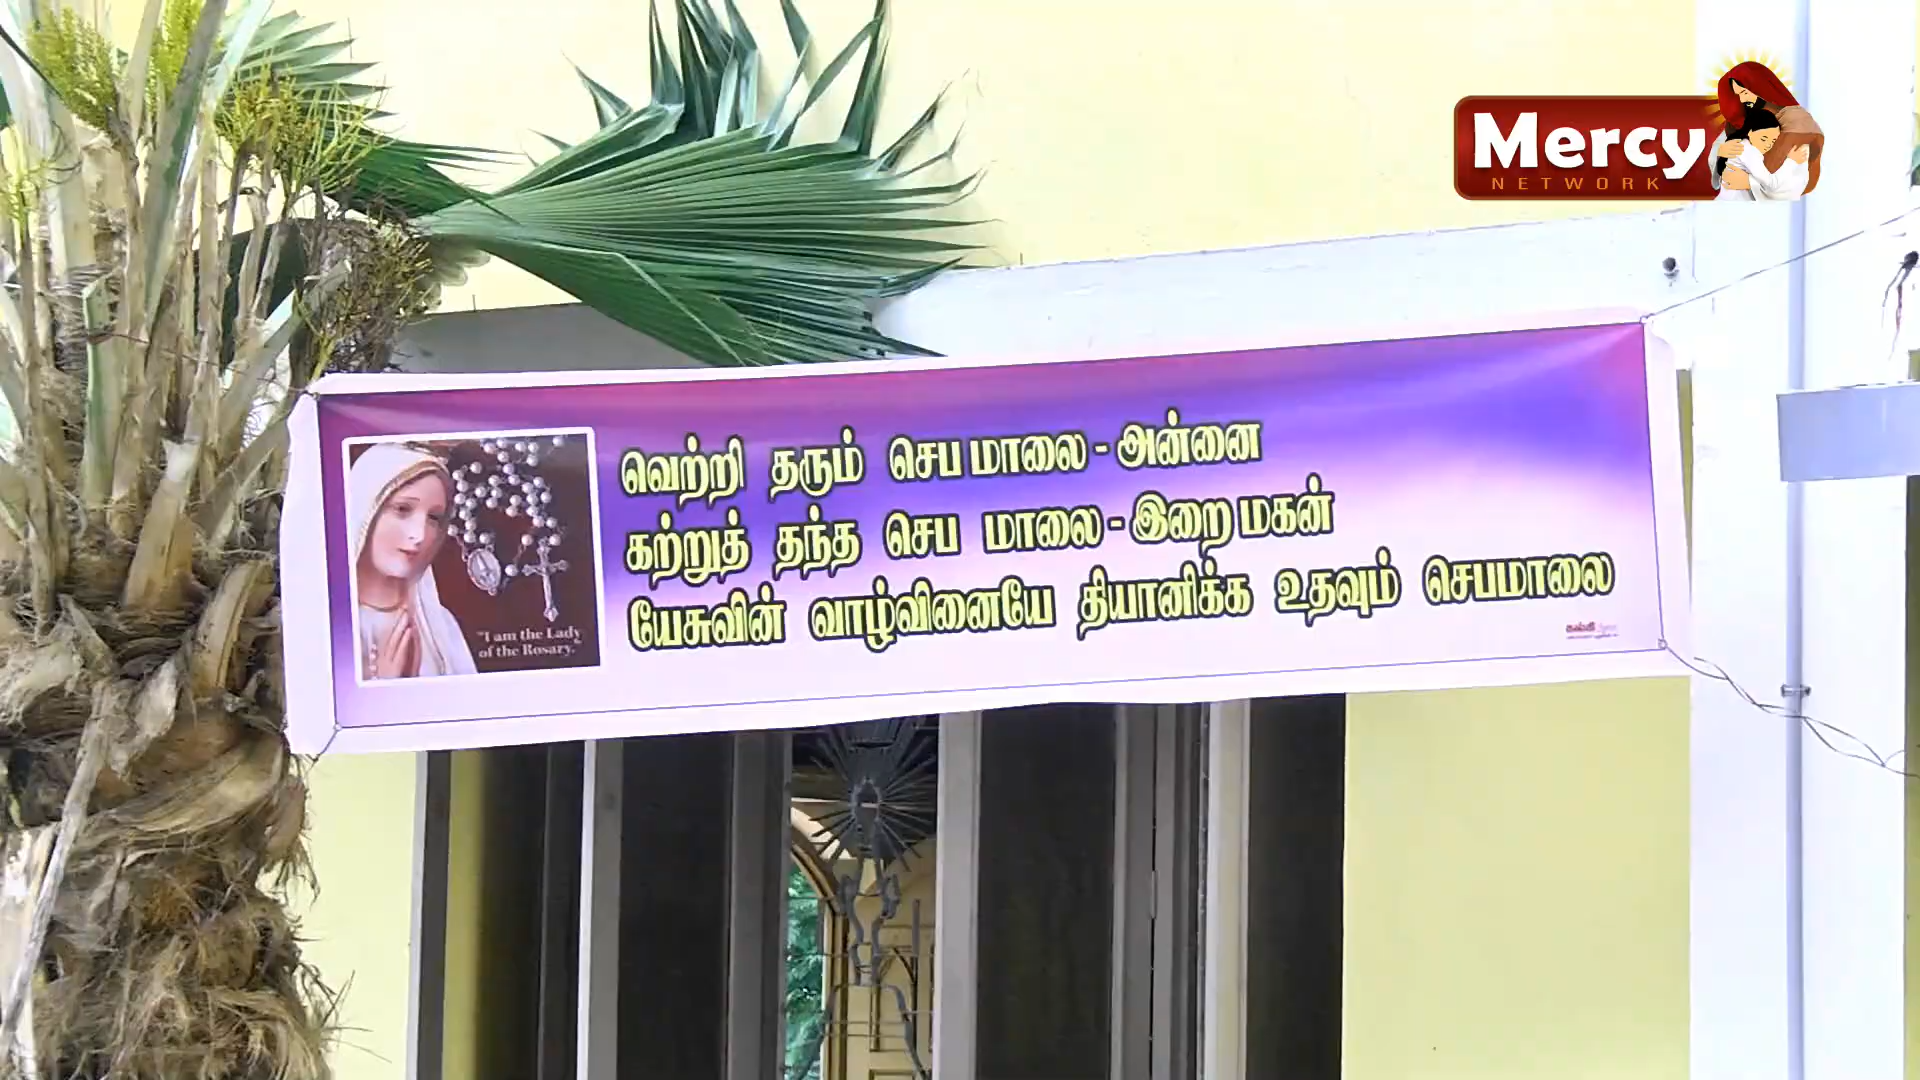 Mercy
NETWORK
வெற்றி தரும் செப மாலை - அன்னை
கற்றுத் தந்த செப மாலை - இறை மகன்
யேசுவின் வாழ்வினையே தியானிக்க உதவும் செபமாலை
"I am the Lady
of the Rosary."